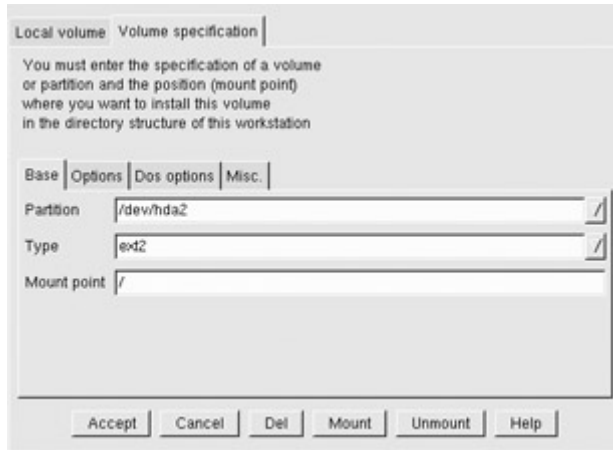 Local volume Volume specification
You must enter the specification of a volume
or partition and the position (mount point)
where you want to install this volume
in the directory structure of this workstation
Base Options Dos options Misc.
Partition /dev/hda2 /
Type ext2 /
Mount point /
Accept Cancel Del Mount Unmount Help